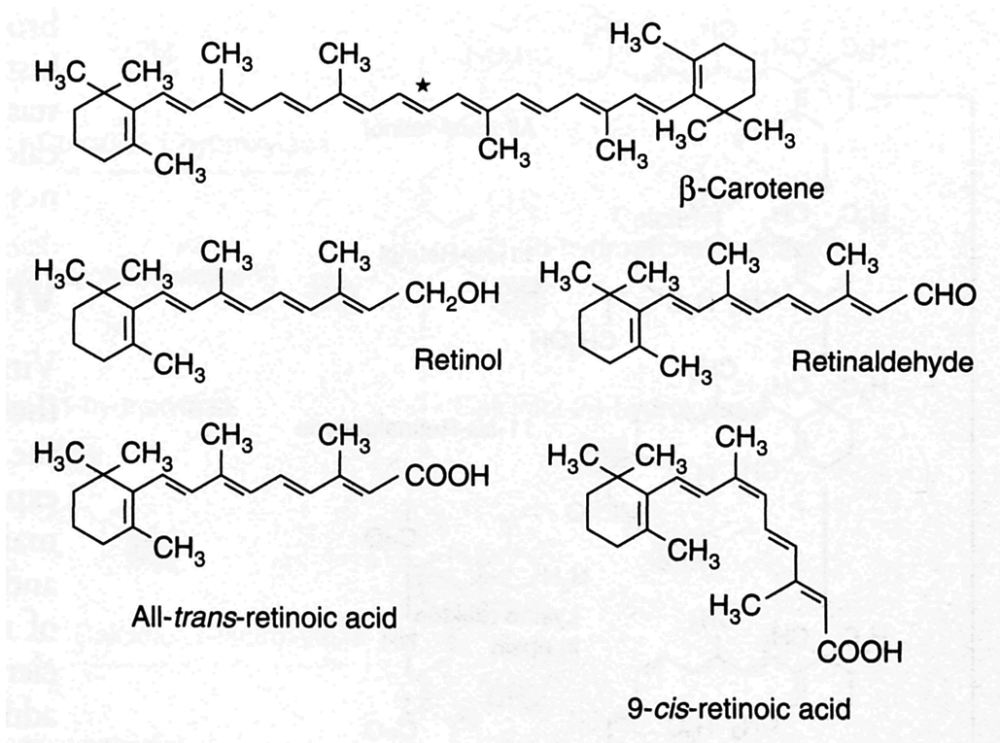 H₃C CH₃ CH₃ CH₃ ★ H₃C
CH₃ CH₃ CH₃ H₃C CH₃
β-Carotene
H₃C CH₃ CH₃ CH₃ CH₂OH
CH₃
Retinol
H₃C CH₃ CH₃ CH₃ CHO
CH₃
Retinaldehyde
H₃C CH₃ CH₃ CH₃ COOH
CH₃
All-trans-retinoic acid
H₃C CH₃ CH₃
CH₃
H₃C
COOH
9-cis-retinoic acid